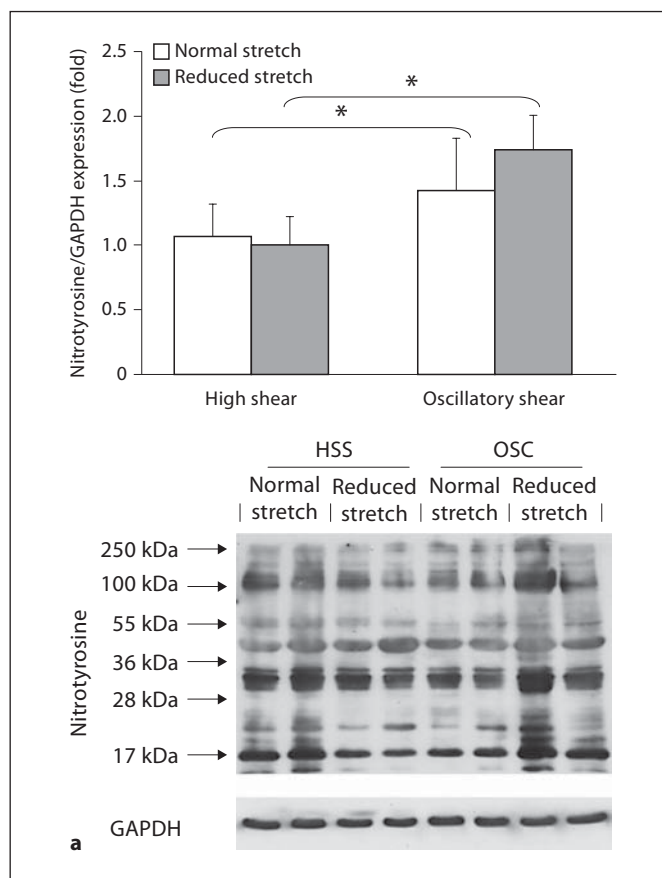 Nitrotyrosine/GAPDH expression (fold)
2.5
2.0
1.5
1.0
0.5
0
Normal stretch
Reduced stretch
*
*
High shear
Oscillatory shear
HSS
OSC
Normal stretch
Reduced stretch
Normal stretch
Reduced stretch
Nitrotyrosine
250 kDa
100 kDa
55 kDa
36 kDa
28 kDa
17 kDa
GAPDH
a